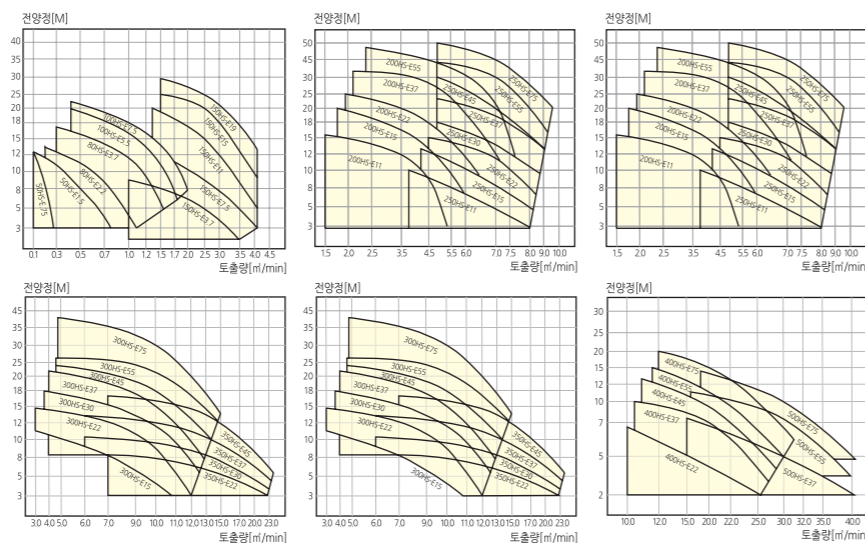 전양정[M]
40
30
25
20
18
15
12
10
8
5
3
100HS-E7.5
100HS-E5.5
80HS-E3.7
80HS-E2.2
50HS-E1.5
50HS-E.75
150HS-E19
150HS-E15
150HS-E11
150HS-E7.5
150HS-E3.7
0.1 0.3 0.5 0.7 1.0 1.2 1.5 1.7 2.0 2.5 3.0 3.5 4.0 4.5
토출량[㎥/min]
전양정[M]
50
40
35
30
25
20
18
15
12
10
8
5
3
200HS-E55
200HS-E37
200HS-E22
200HS-E15
200HS-E11
250HS-E75
250HS-E55
250HS-E45
250HS-E37
250HS-E30
250HS-E22
250HS-E15
250HS-E11
1.5 2.0 2.5 3.5 4.5 5.5 6.0 7.0 7.5 8.0 9.0 10.0
토출량[㎥/min]
전양정[M]
50
40
35
30
25
20
18
15
12
10
8
5
3
200HS-E55
200HS-E37
200HS-E22
200HS-E15
200HS-E11
250HS-E75
250HS-E55
250HS-E45
250HS-E37
250HS-E30
250HS-E22
250HS-E15
250HS-E11
1.5 2.0 2.5 3.5 4.5 5.5 6.0 7.0 7.5 8.0 9.0 10.0
토출량[㎥/min]
전양정[M]
45
35
30
25
20
18
15
12
10
8
5
3
300HS-E75
300HS-E55
300HS-E45
300HS-E37
300HS-E30
300HS-E22
300HS-E15
350HS-E45
350HS-E37
350HS-E30
350HS-E22
3.0 4.0 5.0 6.0 7.0 9.0 10.0 11.0 12.0 13.0 15.0 17.0 20.0 23.0
토출량[㎥/min]
전양정[M]
45
35
30
25
20
18
15
12
10
8
5
3
300HS-E75
300HS-E55
300HS-E45
300HS-E37
300HS-E30
300HS-E22
300HS-E15
350HS-E45
350HS-E37
350HS-E30
350HS-E22
3.0 4.0 5.0 6.0 7.0 9.0 10.0 11.0 12.0 13.0 15.0 17.0 20.0 23.0
토출량[㎥/min]
전양정[M]
30
25
20
15
12
10
7
5
2
400HS-E75
400HS-E55
400HS-E45
400HS-E37
400HS-E22
500HS-E75
500HS-E55
500HS-E37
10.0 12.0 15.0 20.0 22.0 25.0 30.0 32.0 35.0 40.0
토출량[㎥/min]